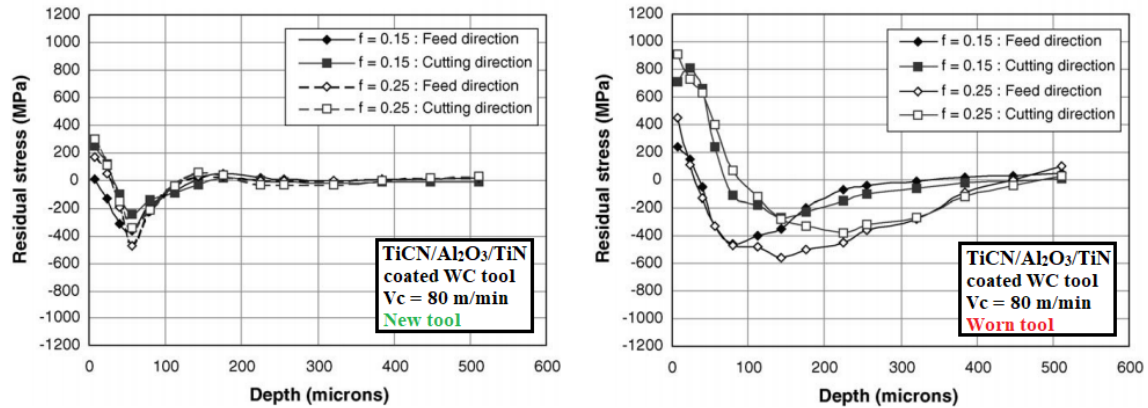 1200
1000
800
600
400
200
0
-200
-400
-600
-800
-1000
-1200
Residual stress (MPa)
f = 0.15 : Feed direction
f = 0.15 : Cutting direction
f = 0.25 : Feed direction
f = 0.25 : Cutting direction
TiCN/Al₂O₃/TiN
coated WC tool
Vc = 80 m/min
New tool
0 100 200 300 400 500 600
Depth (microns)
1200
1000
800
600
400
200
0
-200
-400
-600
-800
-1000
-1200
Residual stress (MPa)
f = 0.15 : Feed direction
f = 0.15 : Cutting direction
f = 0.25 : Feed direction
f = 0.25 : Cutting direction
TiCN/Al₂O₃/TiN
coated WC tool
Vc = 80 m/min
Worn tool
0 100 200 300 400 500 600
Depth (microns)